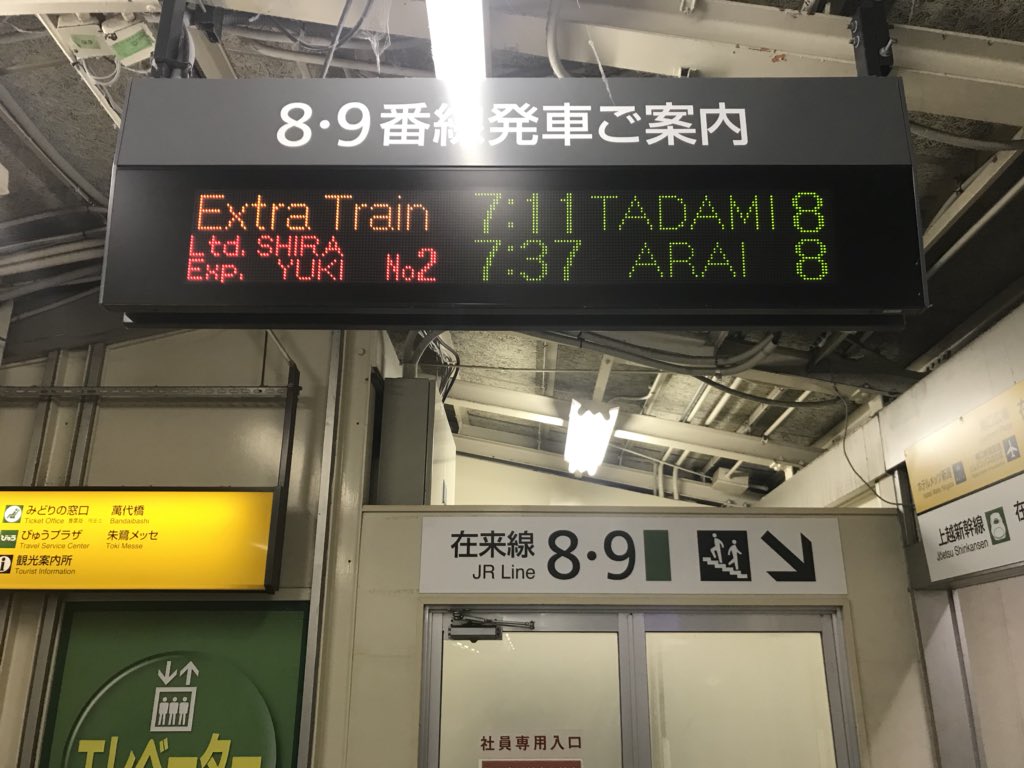 8・9番線発車ご案内
Extra Train 7:11 TADAMI 8
Ltd. SHIRA
Exp. YUKI No2 7:37 ARAI 8
みどりの窓口 萬代橋
Ticket Office Bandaibashi
びゅうプラザ 朱鷺メッセ
Travel Service Center Toki Messe
観光案内所
Tourist Information
在来線 8・9
JR Line
上越新幹線 在
Jōetsu Shinkansen
エレベーター
社員専用入口